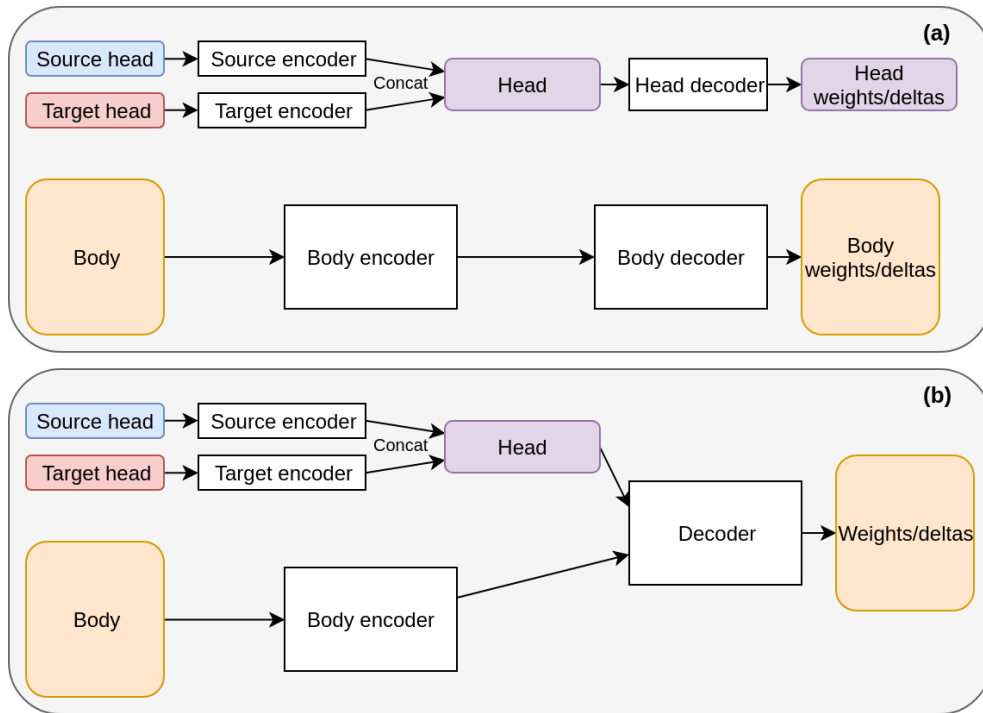 (a)
Source head
Source encoder
Concat
Target head
Target encoder
Head
Head decoder
Head
weights/deltas
Body
Body encoder
Body decoder
Body
weights/deltas
(b)
Source head
Source encoder
Concat
Target head
Target encoder
Head
Decoder
Weights/deltas
Body
Body encoder